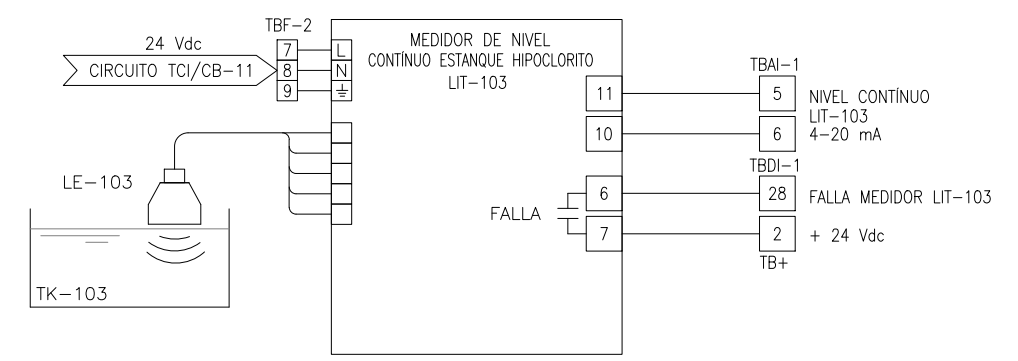 24 Vdc
CIRCUITO TCI/CB-11
TBF-2
7
8
9
L
N
MEDIDOR DE NIVEL
CONTÍNUO ESTANQUE HIPOCLORITO
LIT-103
11
10
TBAI-1
5
6
NIVEL CONTÍNUO
LIT-103
4-20 mA
LE-103
TK-103
FALLA
6
7
TBDI-1
28
2
TB+
FALLA MEDIDOR LIT-103
+ 24 Vdc